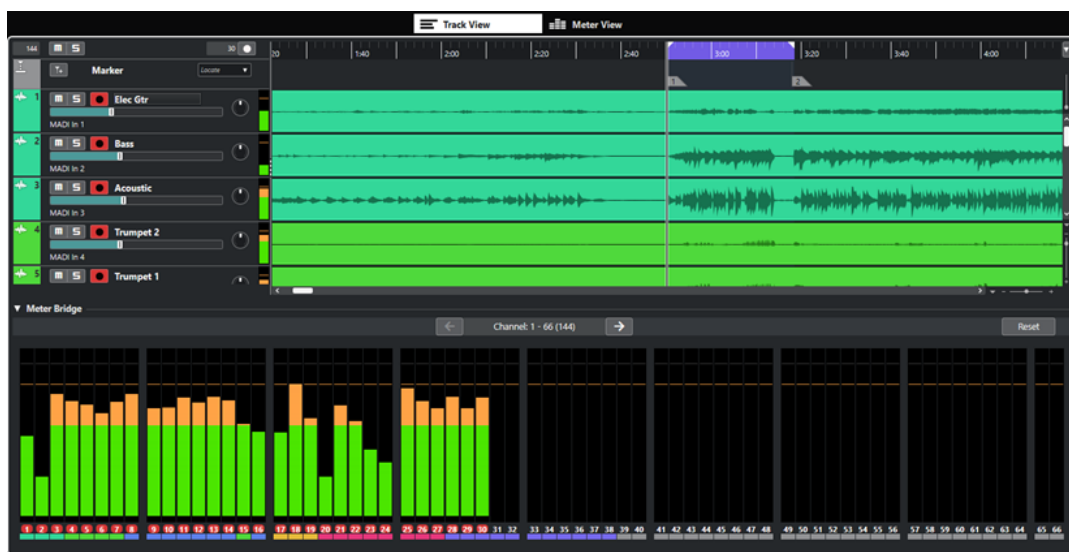 Track View Meter View
144 m S 30 20 1:40 2:00 2:20 2:40 3:00 3:20 3:40 4:00
Marker Locate
1 2
1 m S Elec Gtr
MADI In 1
2 m S Bass
MADI In 2
3 m S Acoustic
MADI In 3
4 m S Trumpet 2
MADI In 4
5 m S Trumpet 1
Meter Bridge
Channel: 1 - 66 (144) Reset
1 2 3 4 5 6 7 8 9 10 11 12 13 14 15 16 17 18 19 20 21 22 23 24 25 26 27 28 29 30 31 32 33 34 35 36 37 38 39 40 41 42 43 44 45 46 47 48 49 50 51 52 53 54 55 56 57 58 59 60 61 62 63 64 65 66